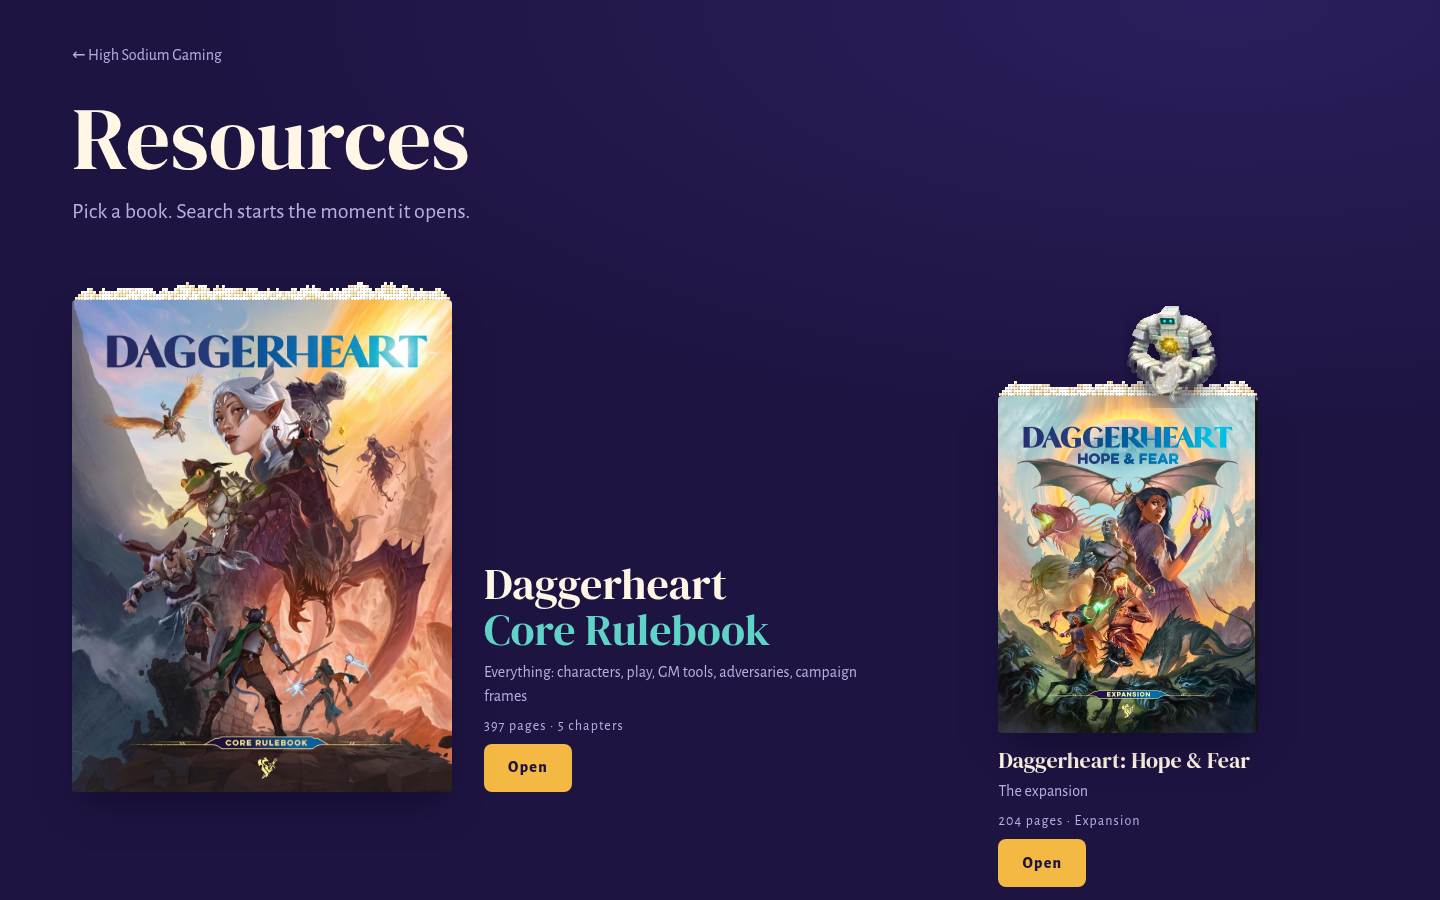 ← High Sodium Gaming
Resources
Pick a book. Search starts the moment it opens.
DAGGERHEART
CORE RULEBOOK
Daggerheart
Core Rulebook
Everything: characters, play, GM tools, adversaries, campaign
frames
397 pages · 5 chapters
Open
DAGGERHEART
HOPE & FEAR
EXPANSION
Daggerheart: Hope & Fear
The expansion
204 pages · Expansion
Open